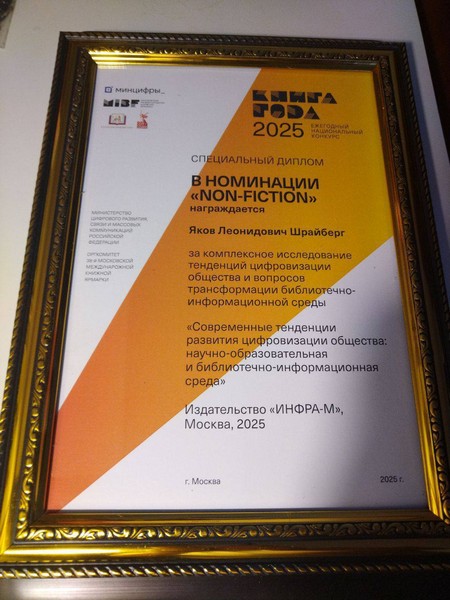 минцифры_
MIBF
КНИГА
ГОДА
2025
ЕЖЕГОДНЫЙ
НАЦИОНАЛЬНЫЙ
КОНКУРС
СПЕЦИАЛЬНЫЙ ДИПЛОМ
В НОМИНАЦИИ
«NON-FICTION»
награждается
МИНИСТЕРСТВО
ЦИФРОВОГО РАЗВИТИЯ,
СВЯЗИ И МАССОВЫХ
КОММУНИКАЦИЙ
РОССИЙСКОЙ
ФЕДЕРАЦИИ
ОРГКОМИТЕТ
38-Й МОСКОВСКОЙ
МЕЖДУНАРОДНОЙ
КНИЖНОЙ
ЯРМАРКИ
Яков Леонидович Шрайберг
за комплексное исследование
тенденций цифровизации
общества и вопросов
трансформации библиотечно-
информационной среды
«Современные тенденции
развития цифровизации общества:
научно-образовательная
и библиотечно-информационная
среда»
Издательство «ИНФРА-М»,
Москва, 2025
г. Москва
2025 г.